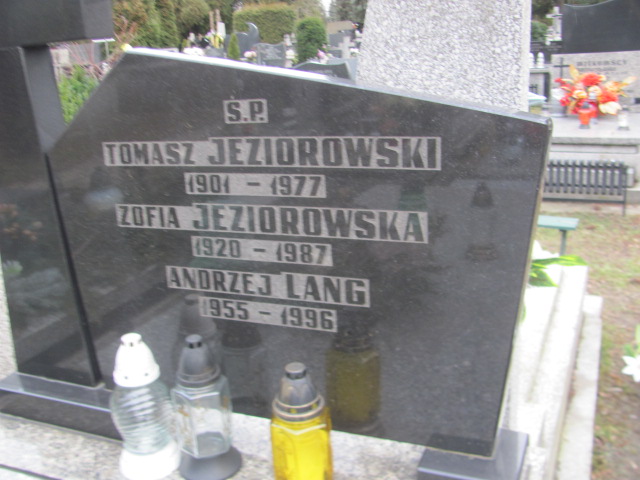 Ś.P.
TOMASZ JEZIOROWSKI
1901 - 1977
ZOFIA JEZIOROWSKA
1920 - 1987
ANDRZEJ LANG
1955 - 1996